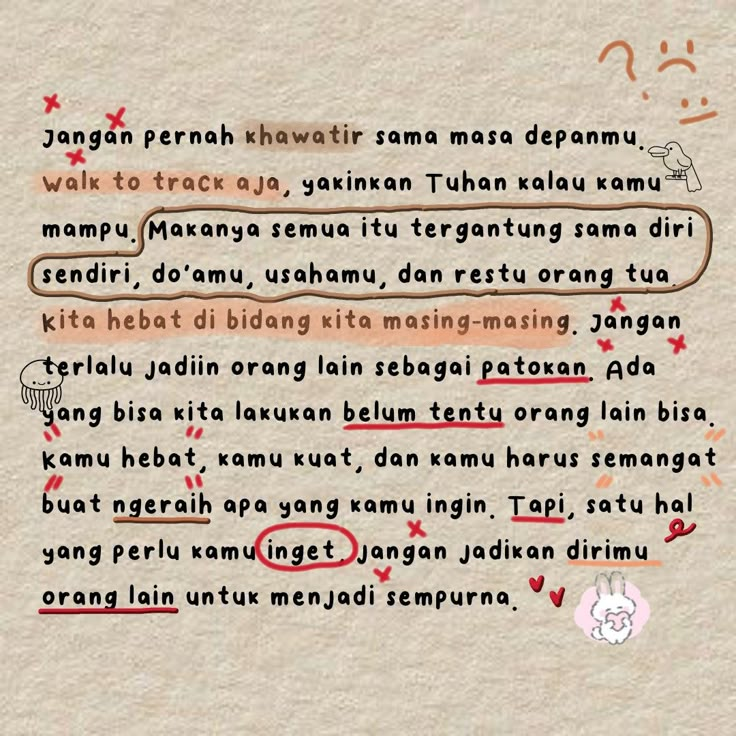 Jangan pernah khawatir sama masa depanmu.
walk to track aja, yakinkan Tuhan kalau kamu
mampu. Makanya semua itu tergantung sama diri
sendiri, do'amu, usahamu, dan restu orang tua.
kita hebat di bidang kita masing-masing. Jangan
terlalu jadiin orang lain sebagai patokan. Ada
yang bisa kita lakukan belum tentu orang lain bisa.
kamu hebat, kamu kuat, dan kamu harus semangat
buat ngeraih apa yang kamu ingin. Tapi, satu hal
yang perlu kamu inget, jangan jadikan dirimu
orang lain untuk menjadi sempurna.